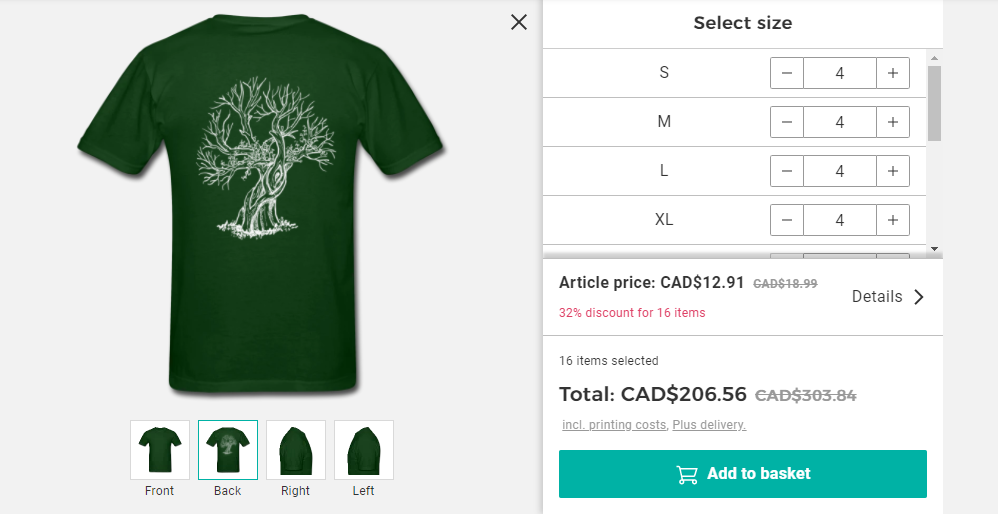 Select size
S
4
M
4
L
4
XL
4
Article price: CAD$12.91 CAD$18.99
32% discount for 16 items
Details
16 items selected
Total: CAD$206.56 CAD$303.84
incl. printing costs, Plus delivery.
Add to basket
Front
Back
Right
Left